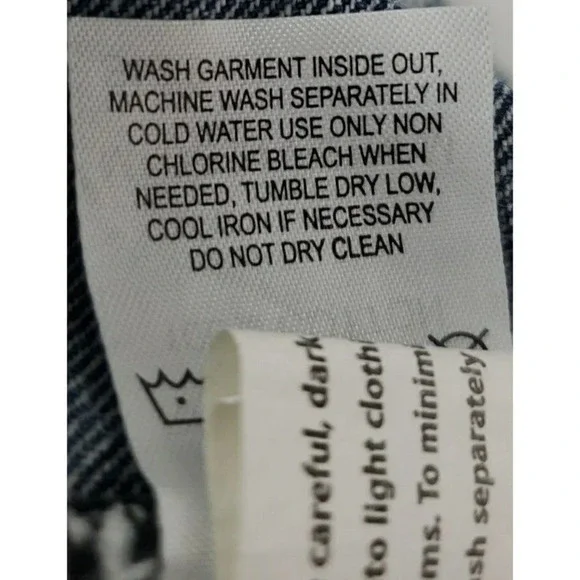 WASH GARMENT INSIDE OUT,
MACHINE WASH SEPARATELY IN
COLD WATER USE ONLY NON
CHLORINE BLEACH WHEN
NEEDED, TUMBLE DRY LOW,
COOL IRON IF NECESSARY
DO NOT DRY CLEAN
careful, dark
to light cloth
ms. To minim
sh separately